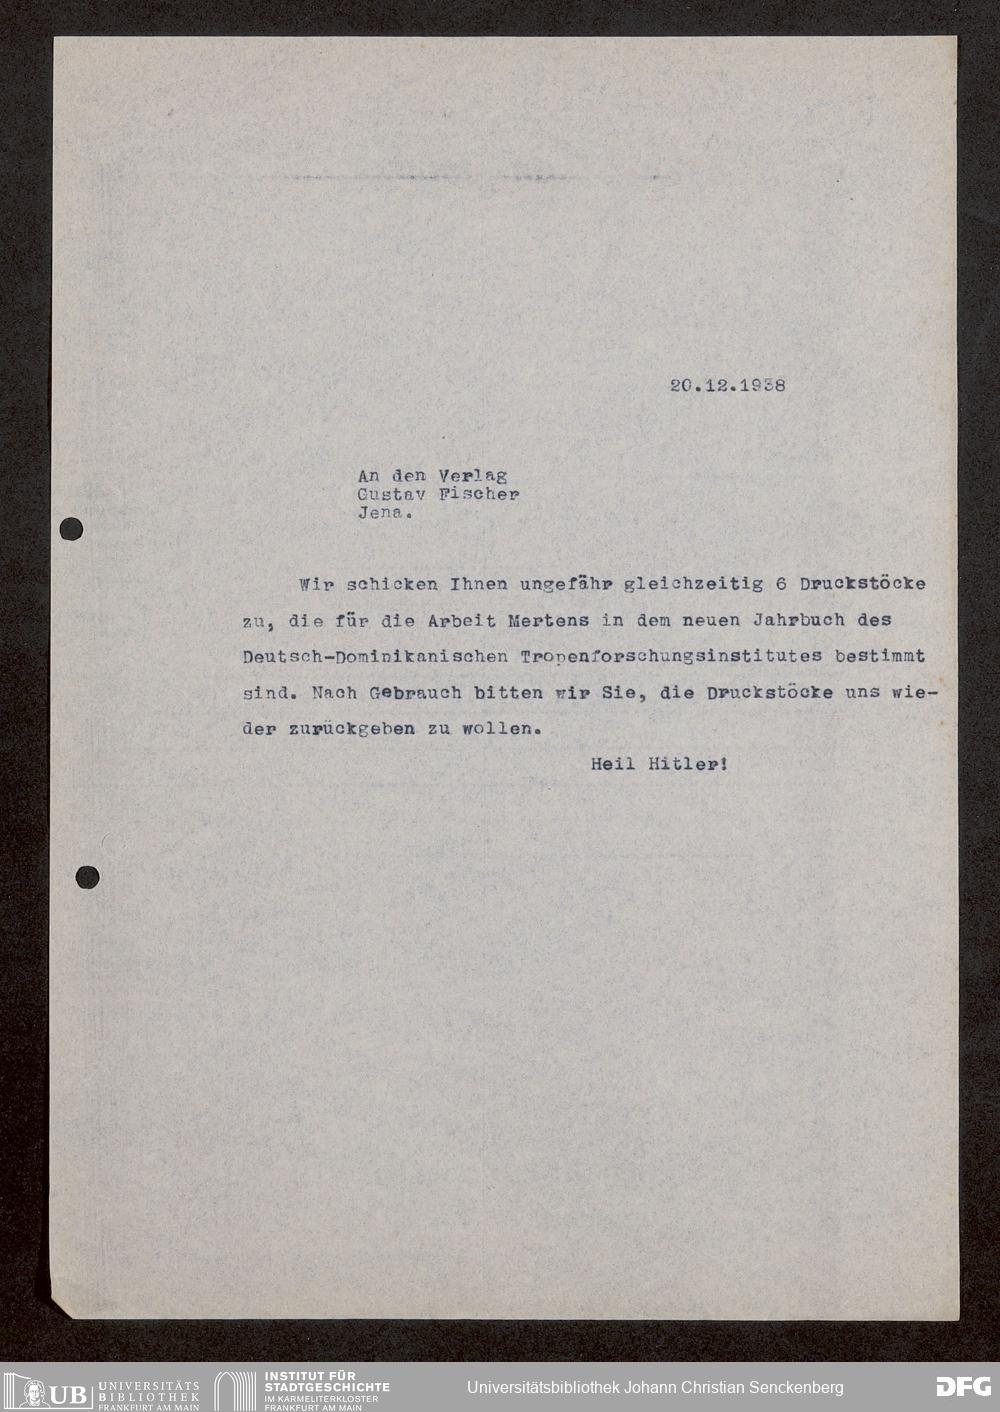 20.12.1938
An den Verlag
Gustav Fischer
Jena.
Wir schicken Ihnen ungefähr gleichzeitig 6 Druckstöcke
zu, die für die Arbeit Mertens in dem neuen Jahrbuch des
Deutsch-Dominikanischen Tropenforschungsinstitutes bestimmt
sind. Nach Gebrauch bitten wir Sie, die Druckstöcke uns wie-
der zurückgeben zu wollen.
Heil Hitler!
UB
UNIVERSITÄTS
BIBLIOTHEK
FRANKFURT AM MAIN
INSTITUT FÜR
STADTGESCHICHTE
IM KARMELITERKLOSTER
FRANKFURT AM MAIN
Universitätsbibliothek Johann Christian Senckenberg
DFG